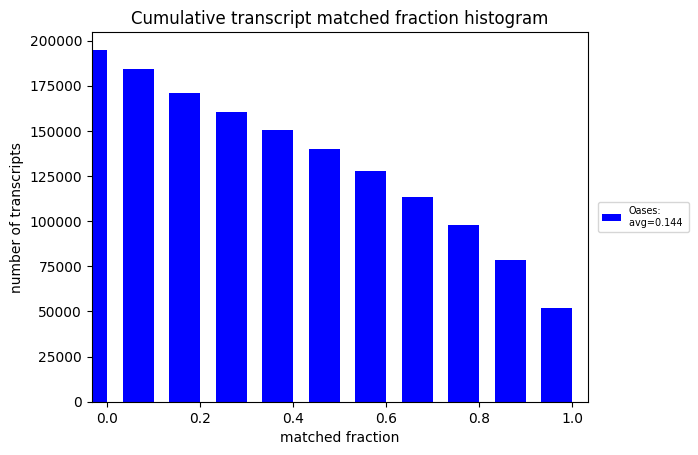 Cumulative transcript matched fraction histogram
200000
175000
150000
125000
100000
75000
50000
25000
0
number of transcripts
0.0 0.2 0.4 0.6 0.8 1.0
matched fraction
Oases:
avg=0.144